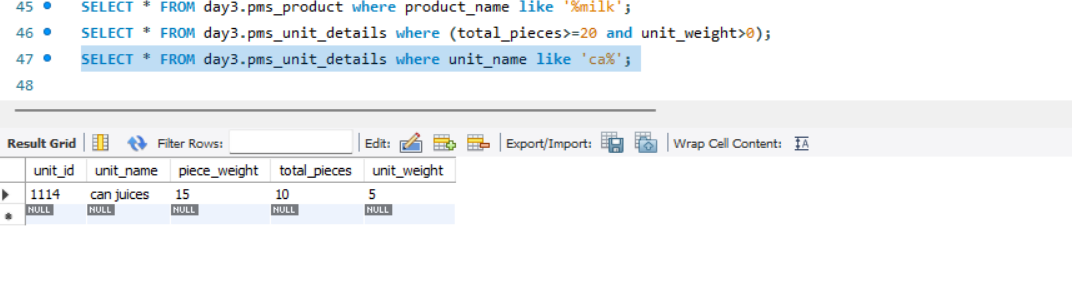 45 SELECT * FROM day3.pms_product where product_name like '%milk';
46 SELECT * FROM day3.pms_unit_details where (total_pieces>=20 and unit_weight>0);
47 SELECT * FROM day3.pms_unit_details where unit_name like 'ca%';
48
Result Grid Filter Rows: Edit: Export/Import: Wrap Cell Content: IA
unit_id unit_name piece_weight total_pieces unit_weight
1114 can juices 15 10 5
NULL NULL NULL NULL NULL